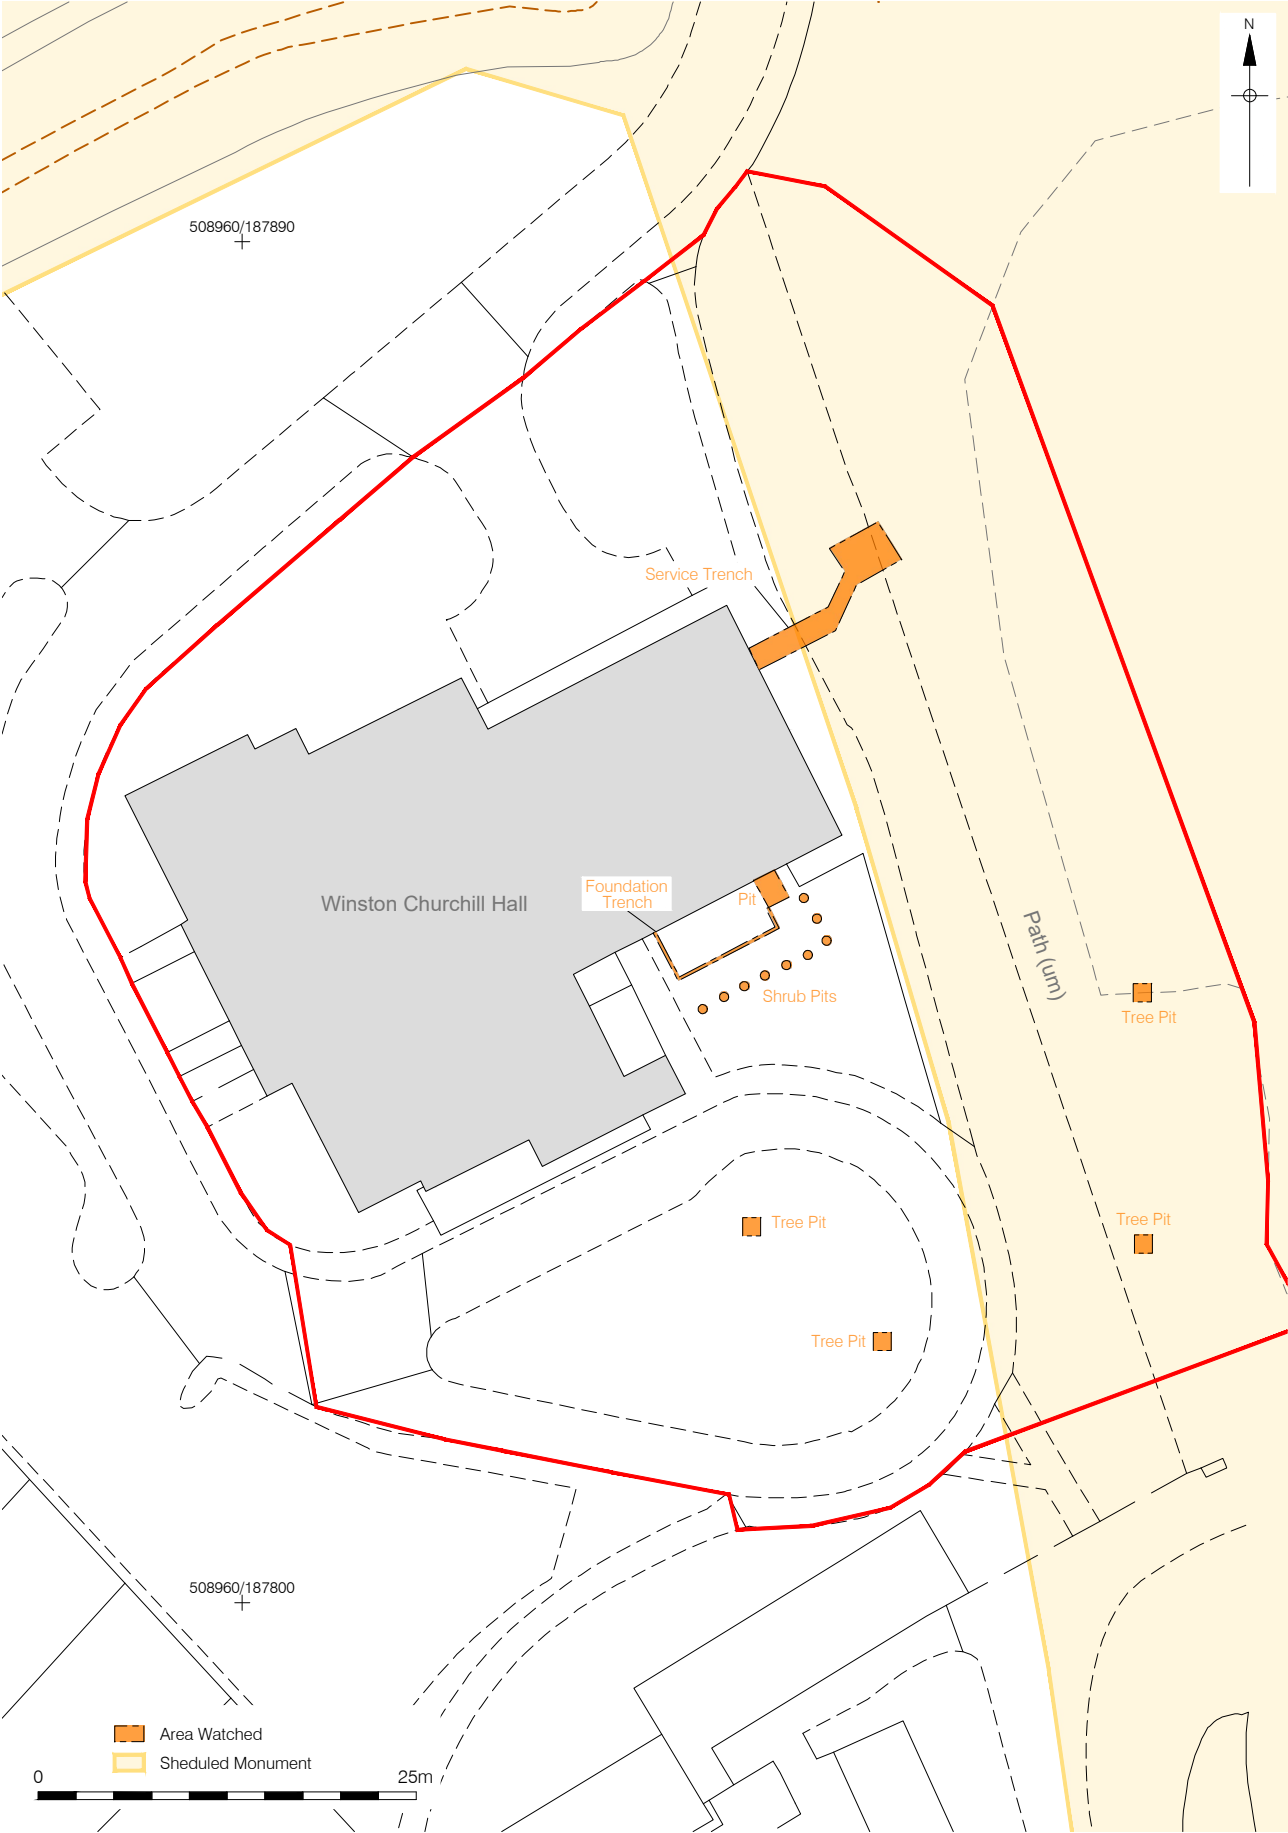 N
508960/187890
Service Trench
Foundation
Trench
Pit
Winston Churchill Hall
Path (um)
Shrub Pits
Tree Pit
Tree Pit
Tree Pit
Tree Pit
508960/187800
Area Watched
Sheduled Monument
0
25m